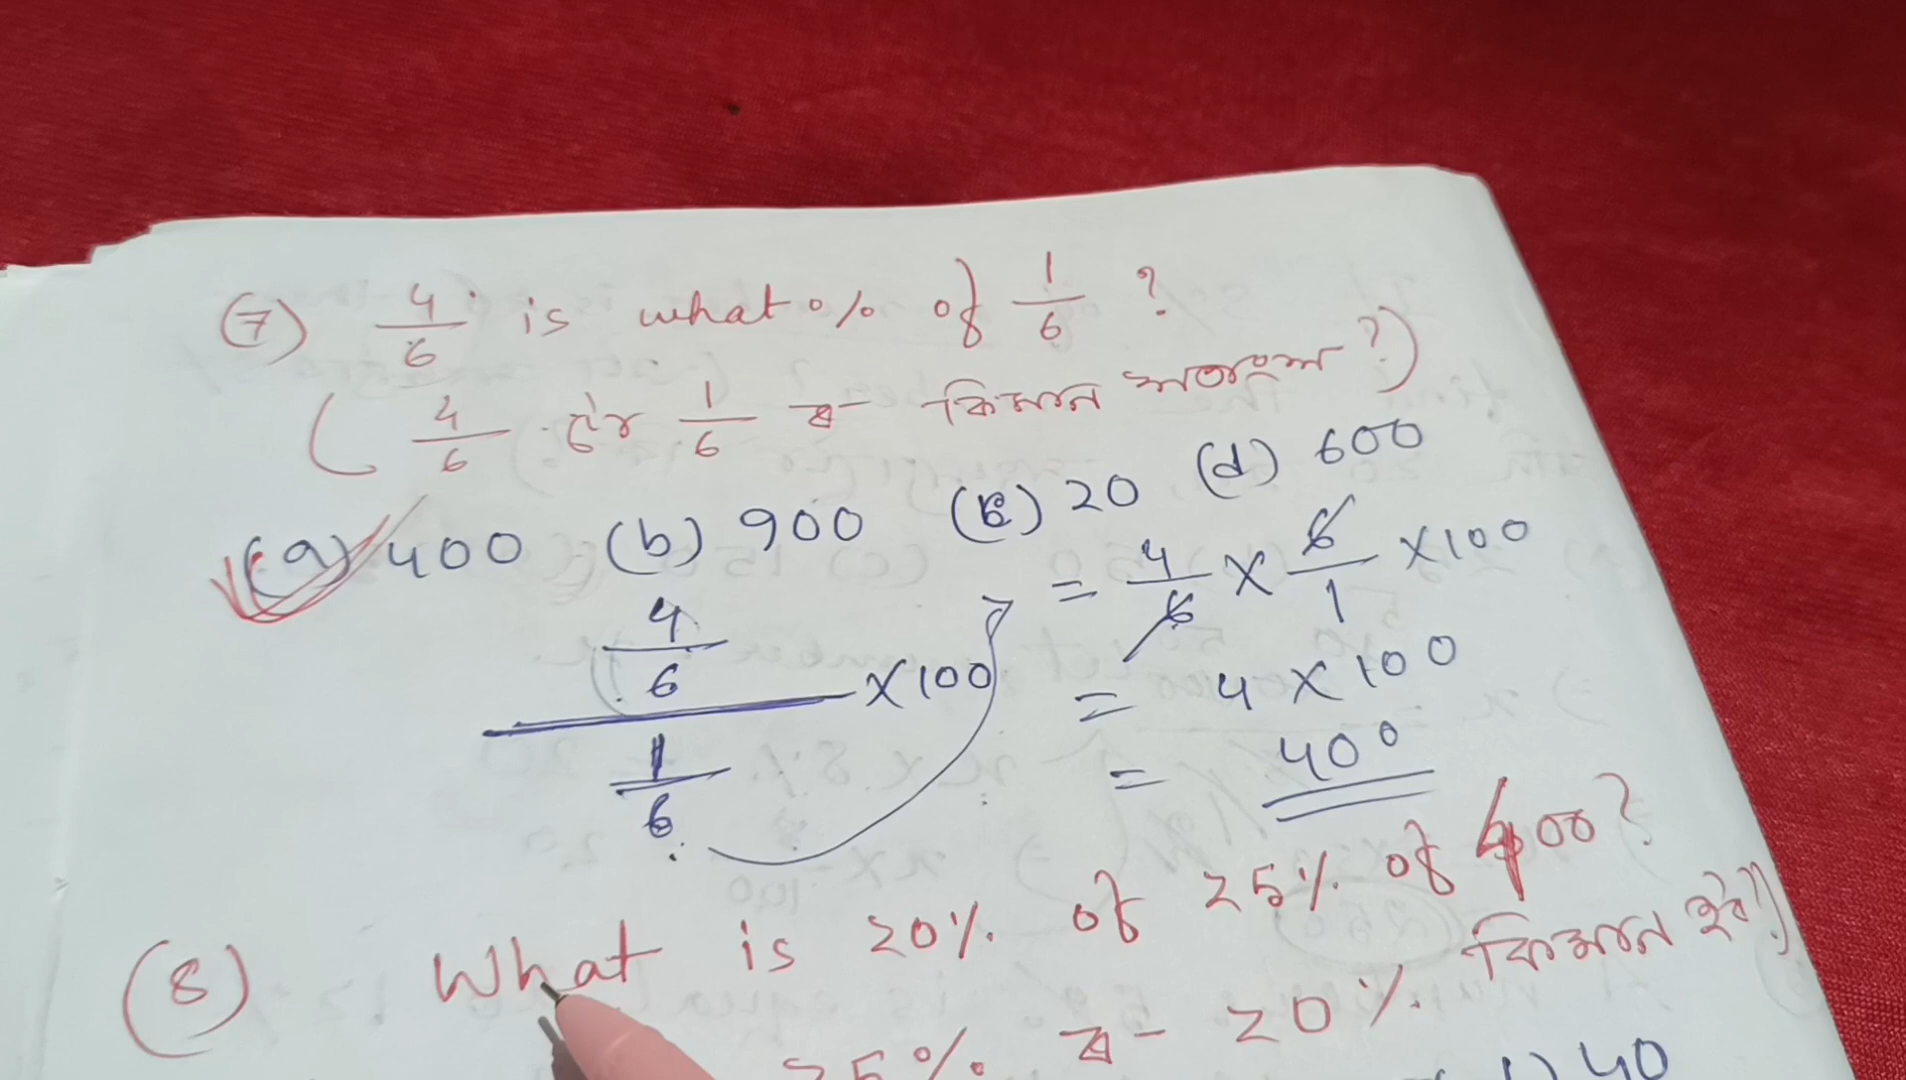 (7) 4/6 is what % of 1/6 ?
( 4/6 হঁৰ 1/6 ৰ কিমান শতাংশ ?)
(a) 400 (b) 900 (c) 20 (d) 600
4/6 / 1/6 × 100 = 4/6 × 6/1 × 100
= 4 × 100
= 400
(8) What is 20% of 25% of 400?
25% ৰ 20% কিমান হ'ব?)
40